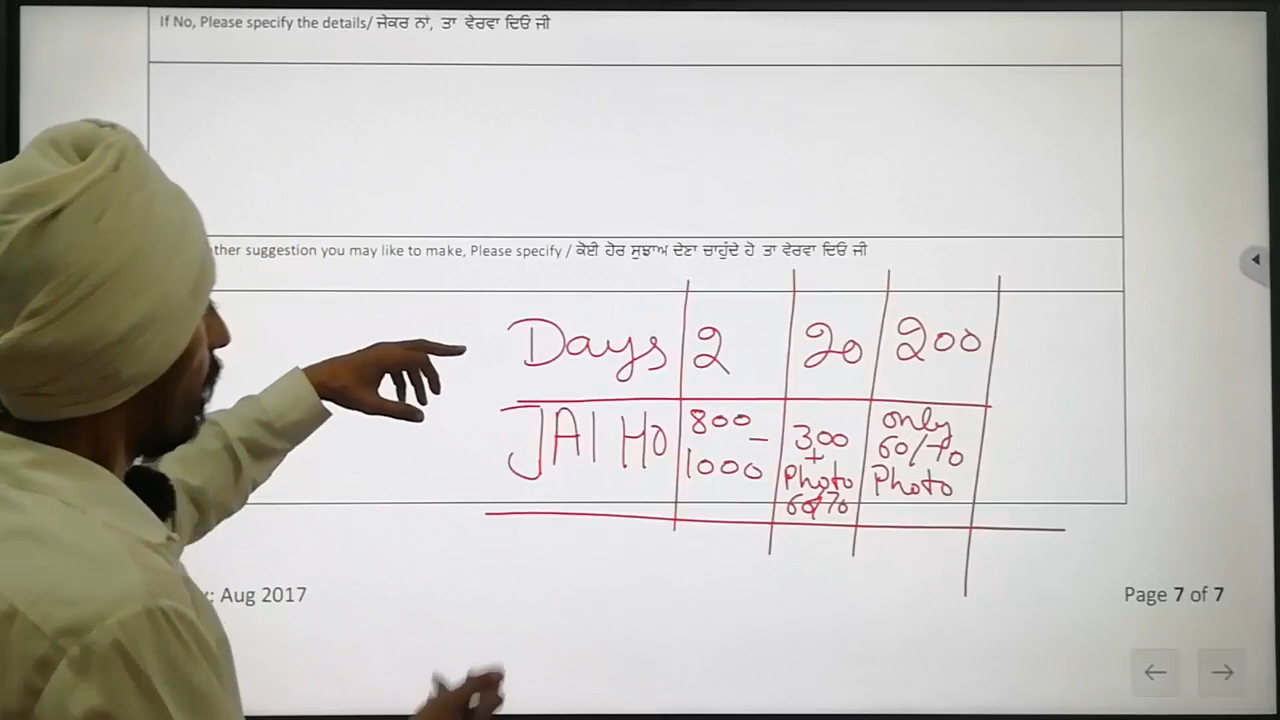 If No, Please specify the details/ ਜੇਕਰ ਨਾਂ, ਤਾ ਵੇਰਵਾ ਦਿਓ ਜੀ
ther suggestion you may like to make, Please specify / ਕੋਈ ਹੋਰ ਸੁਝਾਅ ਦੇਣਾ ਚਾਹੁੰਦੇ ਹੋ ਤਾ ਵੇਰਵਾ ਦਿਓ ਜੀ
Days 2 20 200
JAI HO 800 – 1000 300 + Photo 60/70 only 60/70 Photo
: Aug 2017
Page 7 of 7